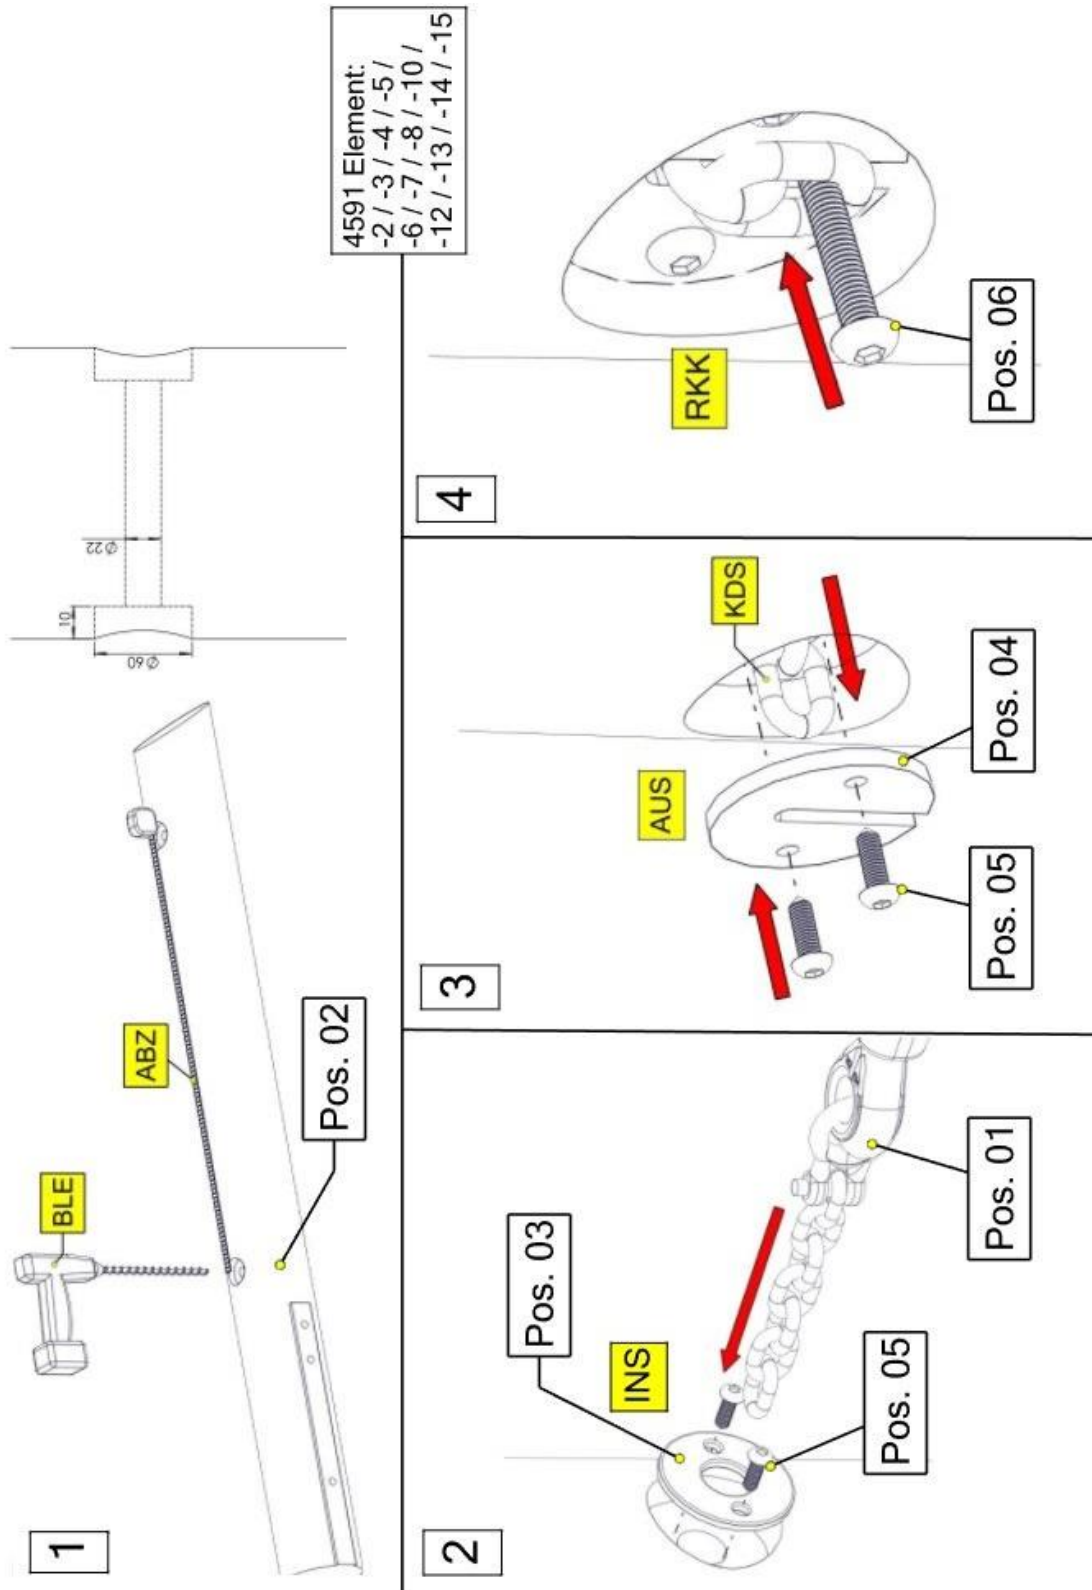 1
BLE
ABZ
Pos. 02
Ø 60
10
Ø 22
4591 Element:
-2 / -3 / -4 / -5 /
-6 / -7 / -8 / -10 /
-12 / -13 / -14 / -15
2
INS
Pos. 03
Pos. 05
Pos. 01
3
AUS
KDS
Pos. 05
Pos. 04
4
RKK
Pos. 06